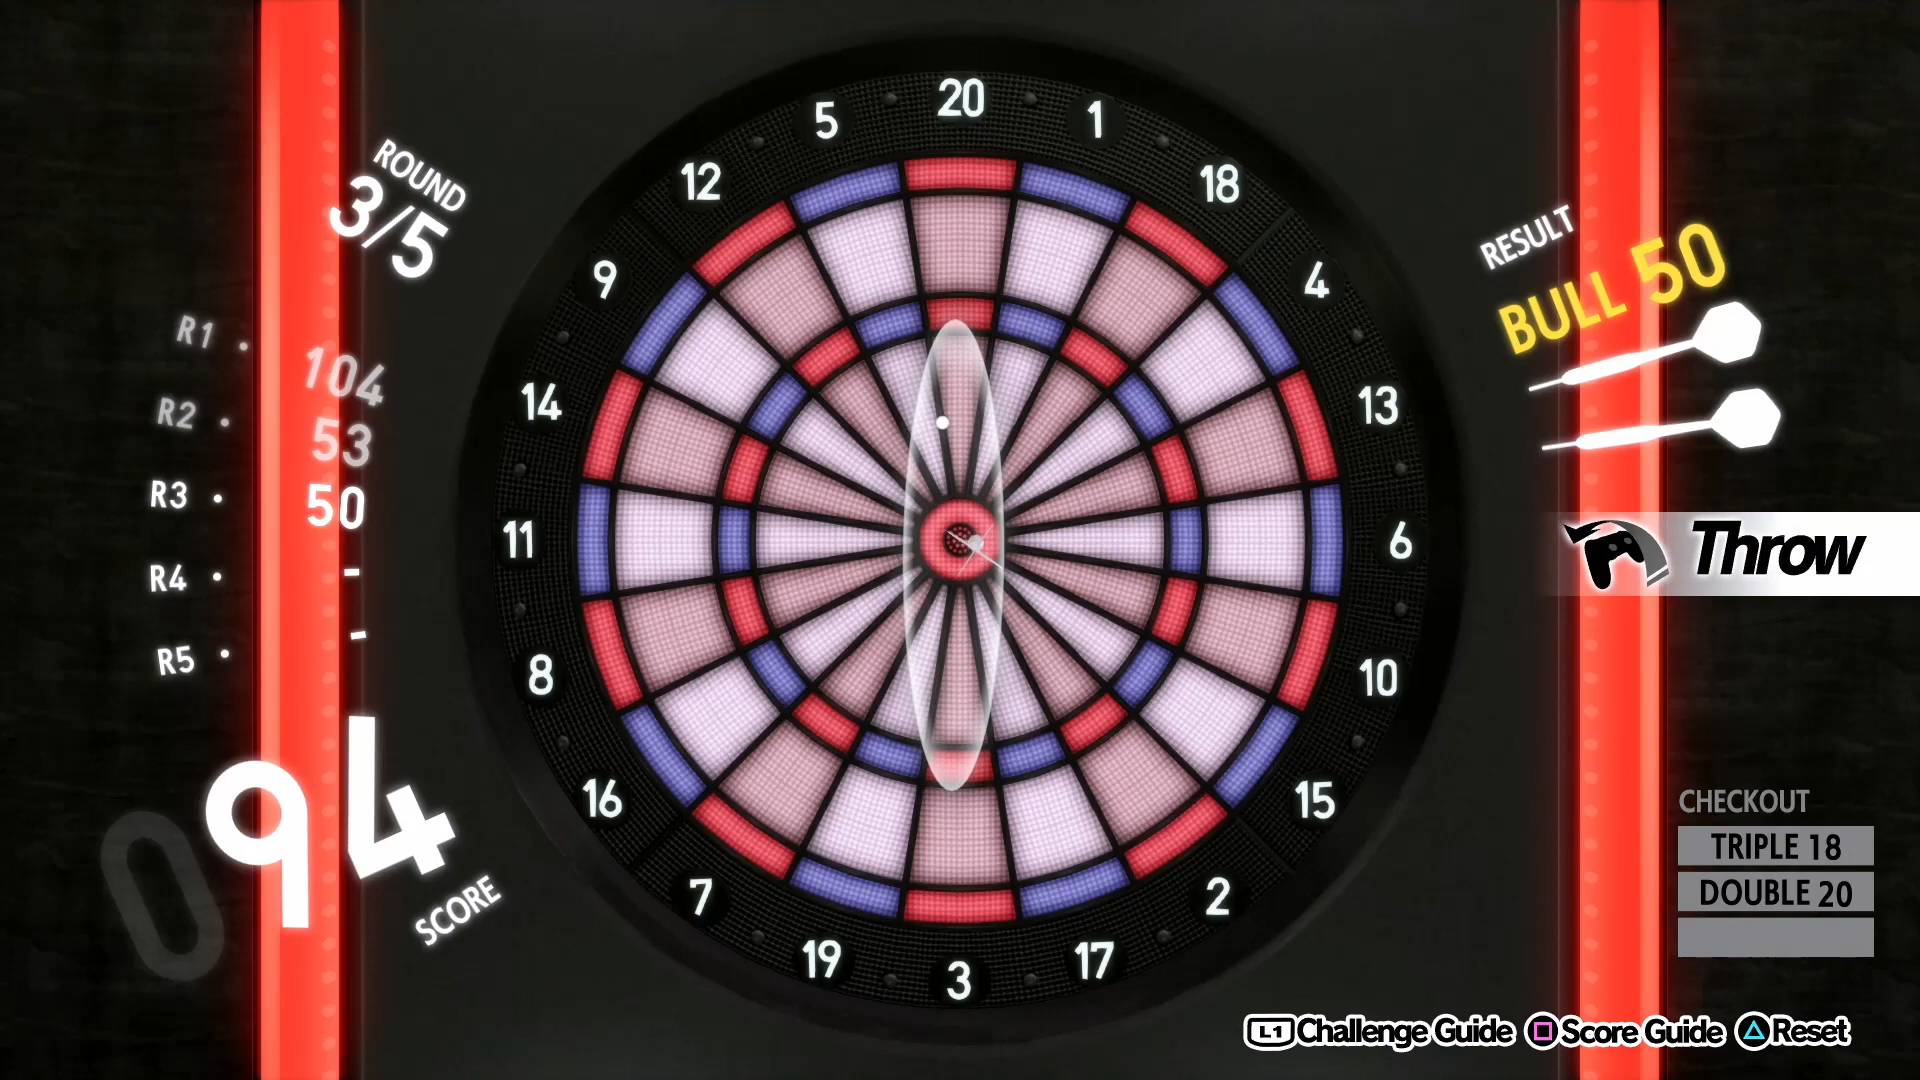 ROUND
3/5
R1 104
R2 53
R3 50
R4 -
R5 -
094
SCORE
20
1
18
4
13
6
10
15
2
17
3
19
7
16
8
11
14
9
12
5
RESULT
BULL 50
Throw
CHECKOUT
TRIPLE 18
DOUBLE 20
L1 Challenge Guide Score Guide Reset